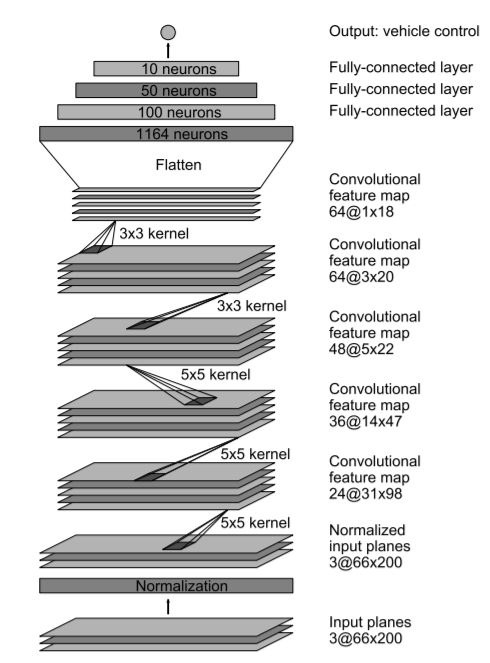 Output: vehicle control
10 neurons
Fully-connected layer
50 neurons
Fully-connected layer
100 neurons
Fully-connected layer
1164 neurons
Flatten
Convolutional
feature map
64@1x18
3x3 kernel
Convolutional
feature map
64@3x20
3x3 kernel
Convolutional
feature map
48@5x22
5x5 kernel
Convolutional
feature map
36@14x47
5x5 kernel
Convolutional
feature map
24@31x98
5x5 kernel
Normalized
input planes
3@66x200
Normalization
Input planes
3@66x200